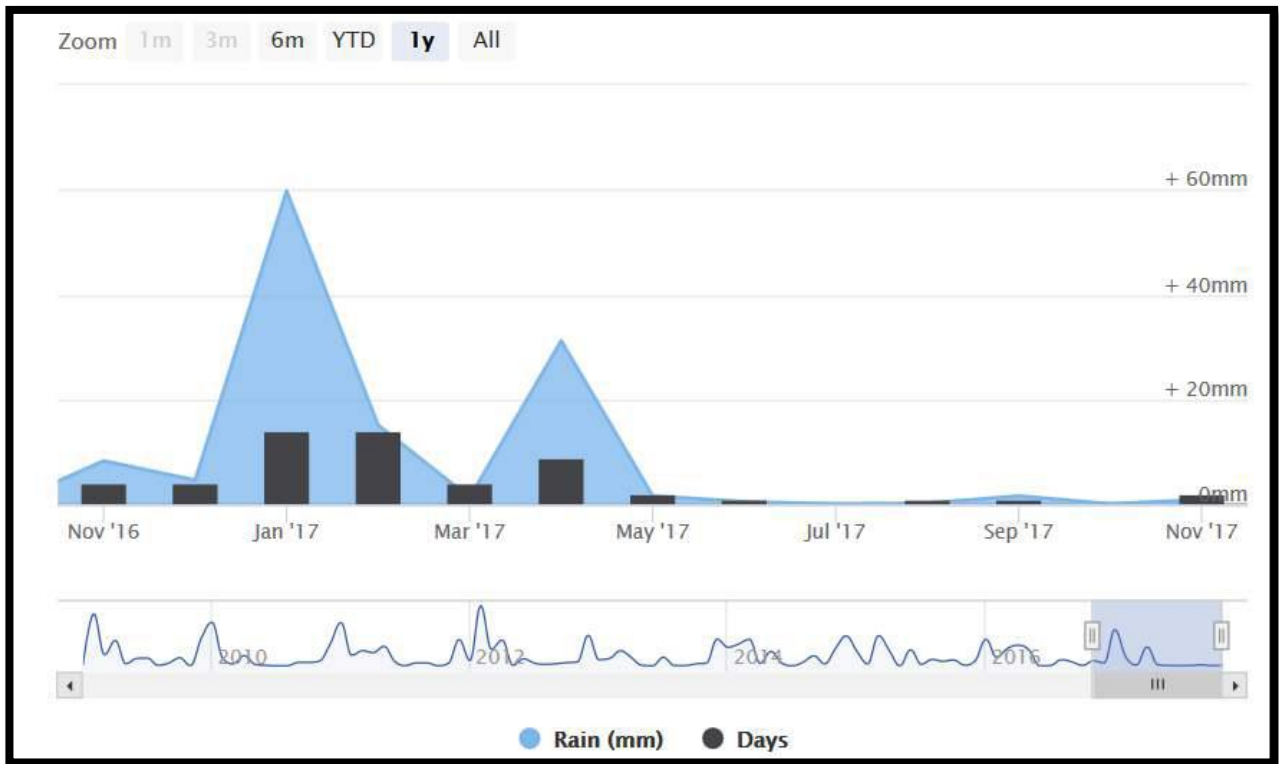 Zoom 1m 3m 6m YTD 1y All
+ 60mm
+ 40mm
+ 20mm
0mm
Nov '16 Jan '17 Mar '17 May '17 Jul '17 Sep '17 Nov '17
2010 2012 2014 2016
Rain (mm) Days